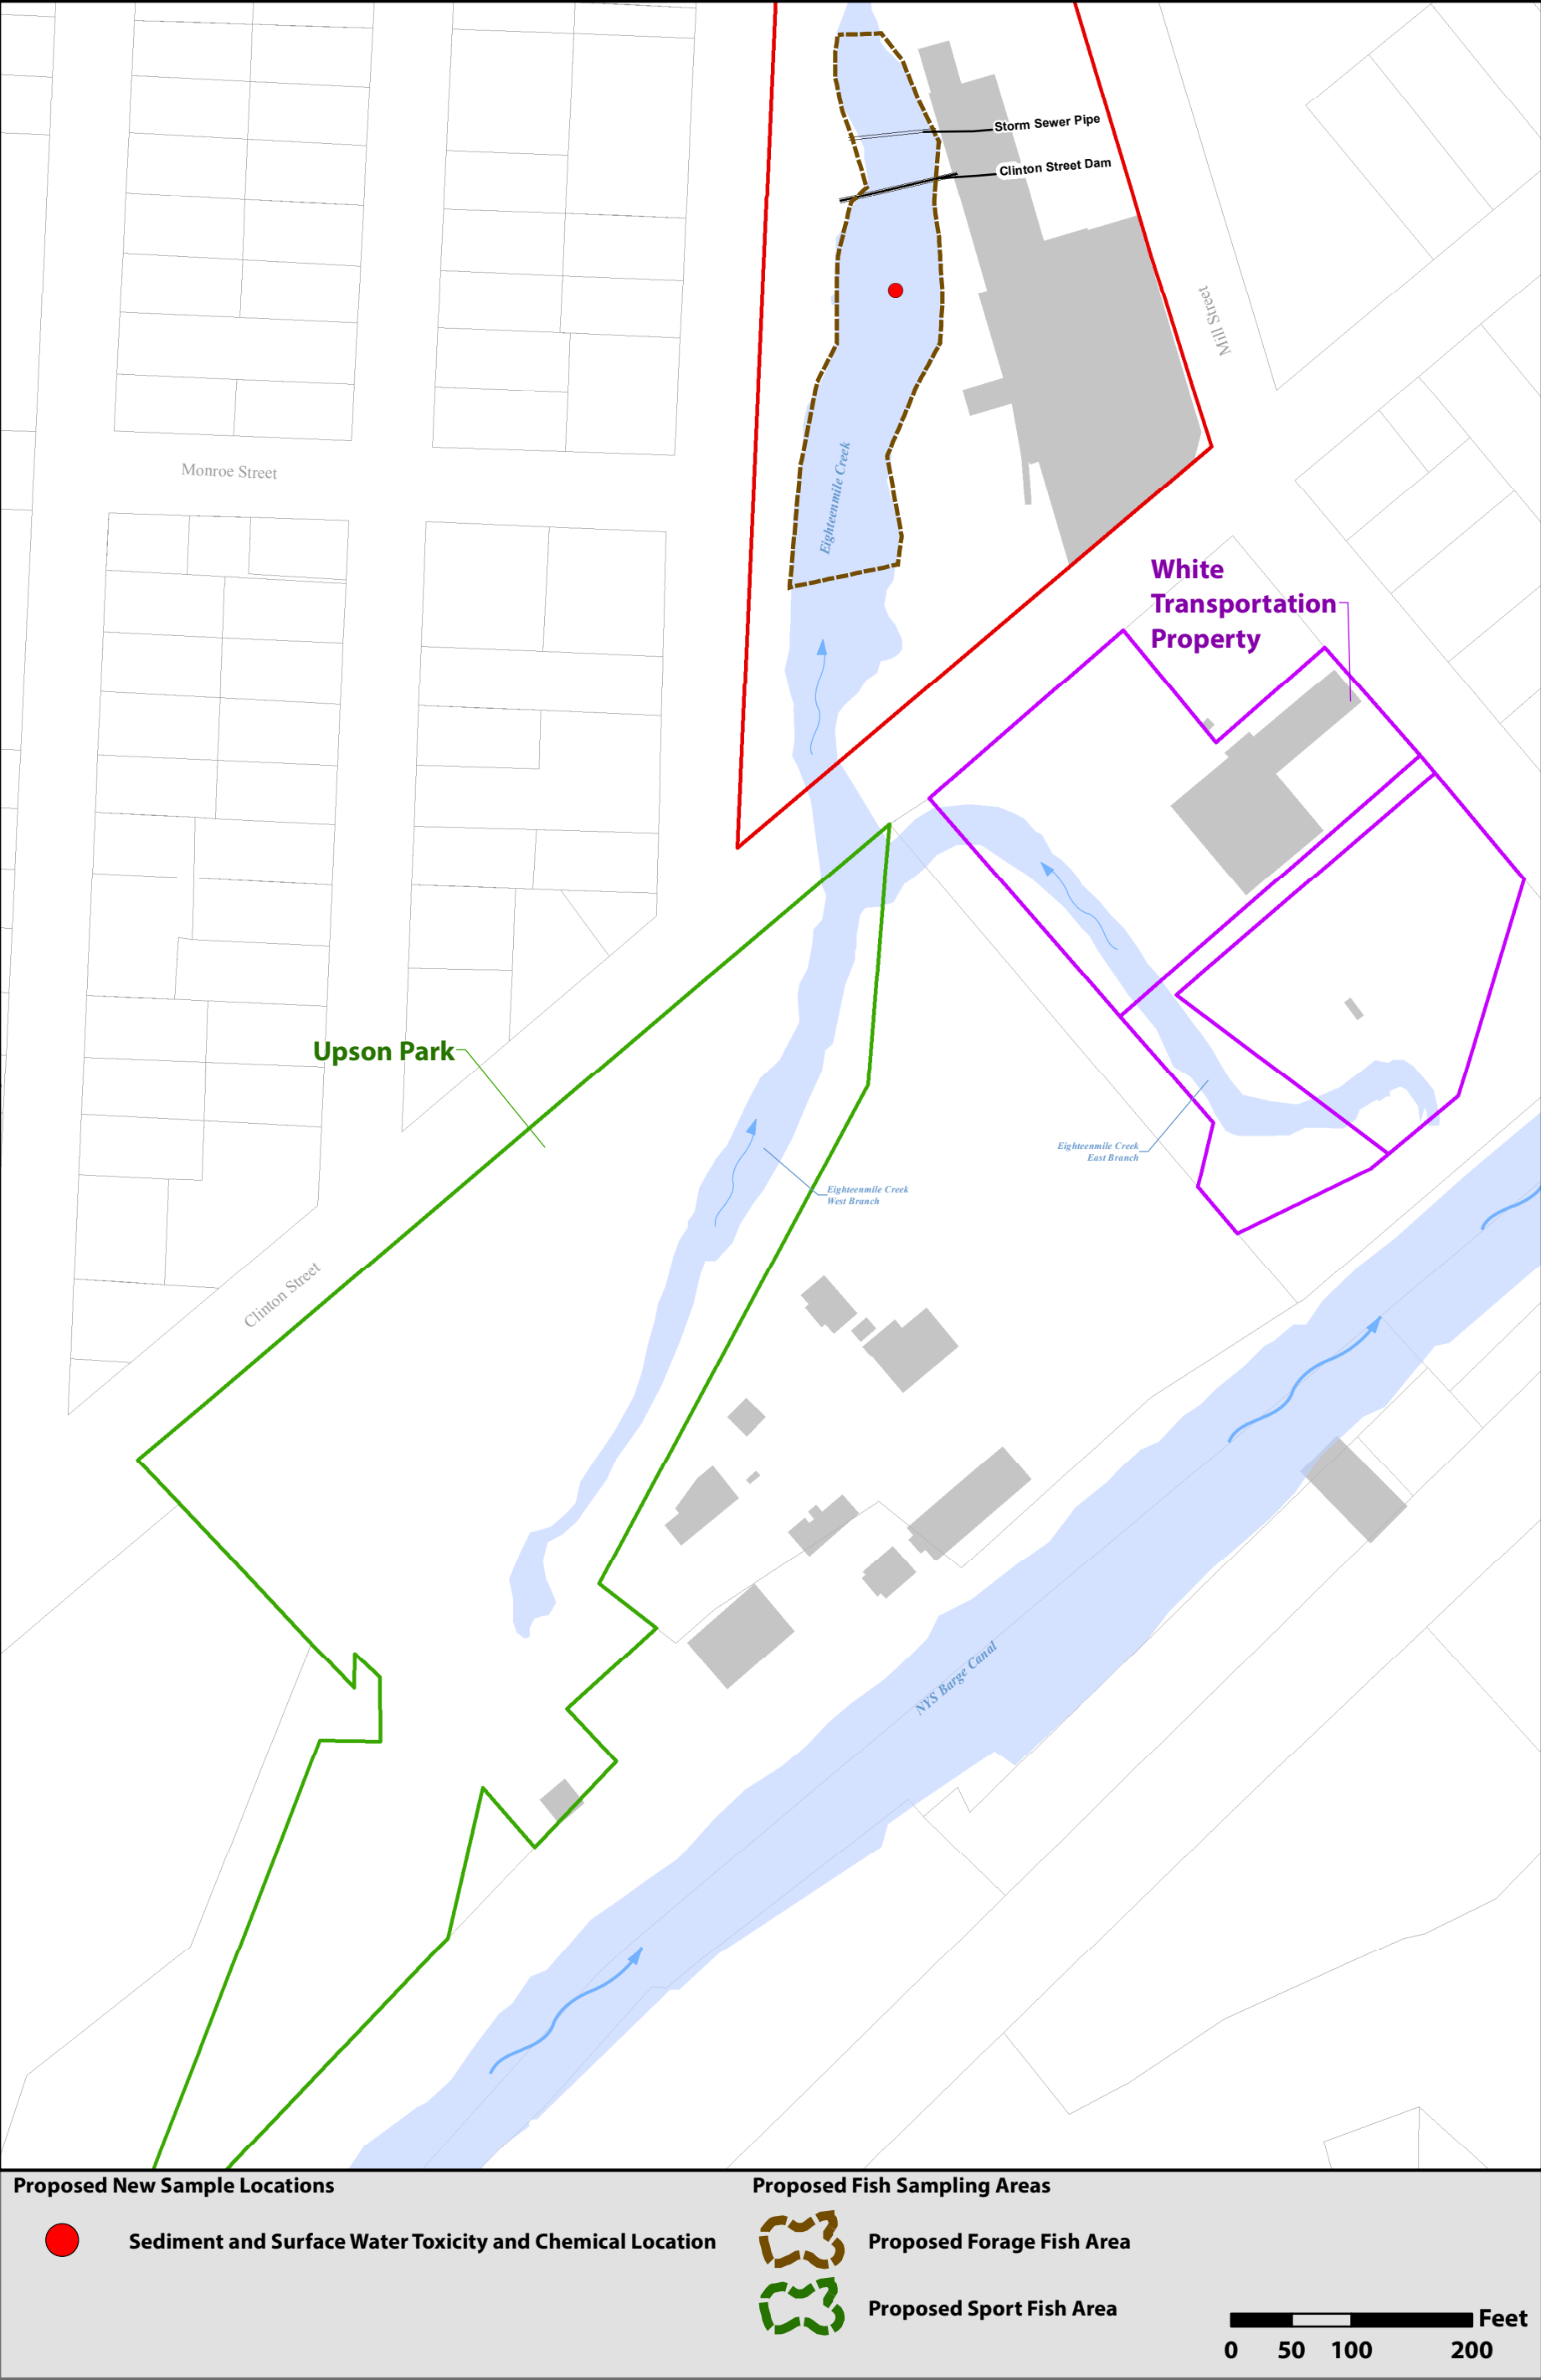 Storm Sewer Pipe
Clinton Street Dam
Mill Street
Eighteenmile Creek
Monroe Street
White
Transportation
Property
Upson Park
Eighteenmile Creek
East Branch
Eighteenmile Creek
West Branch
Clinton Street
NYS Barge Canal
Proposed New Sample Locations
Sediment and Surface Water Toxicity and Chemical Location
Proposed Fish Sampling Areas
Proposed Forage Fish Area
Proposed Sport Fish Area
Feet
0 50 100 200